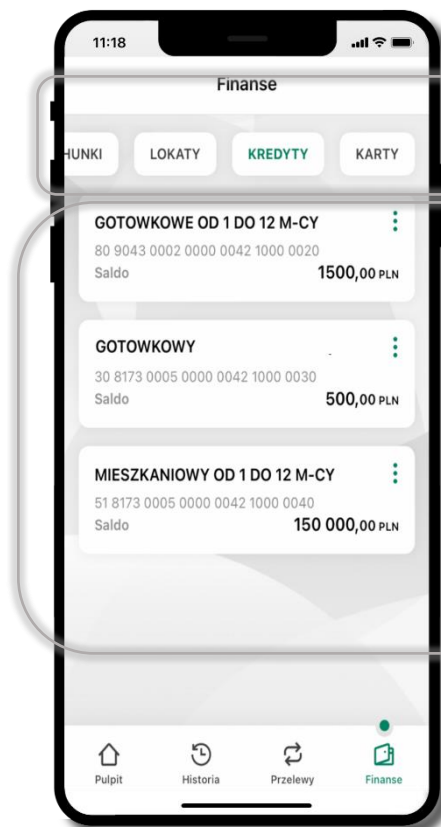 11:18
Finanse
HUNKI LOKATY KREDYTY KARTY
GOTOWKOWE OD 1 DO 12 M-CY
80 9043 0002 0000 0042 1000 0020
Saldo 1500,00 PLN
GOTOWKOWY
30 8173 0005 0000 0042 1000 0030
Saldo 500,00 PLN
MIESZKANIOWY OD 1 DO 12 M-CY
51 8173 0005 0000 0042 1000 0040
Saldo 150 000,00 PLN
Pulpit Historia Przelewy Finanse